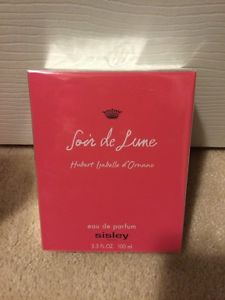 Soir de Lune
Hubert Isabelle d'Ornano
eau de parfum
sisley
3.3 FL.OZ. 100 ml